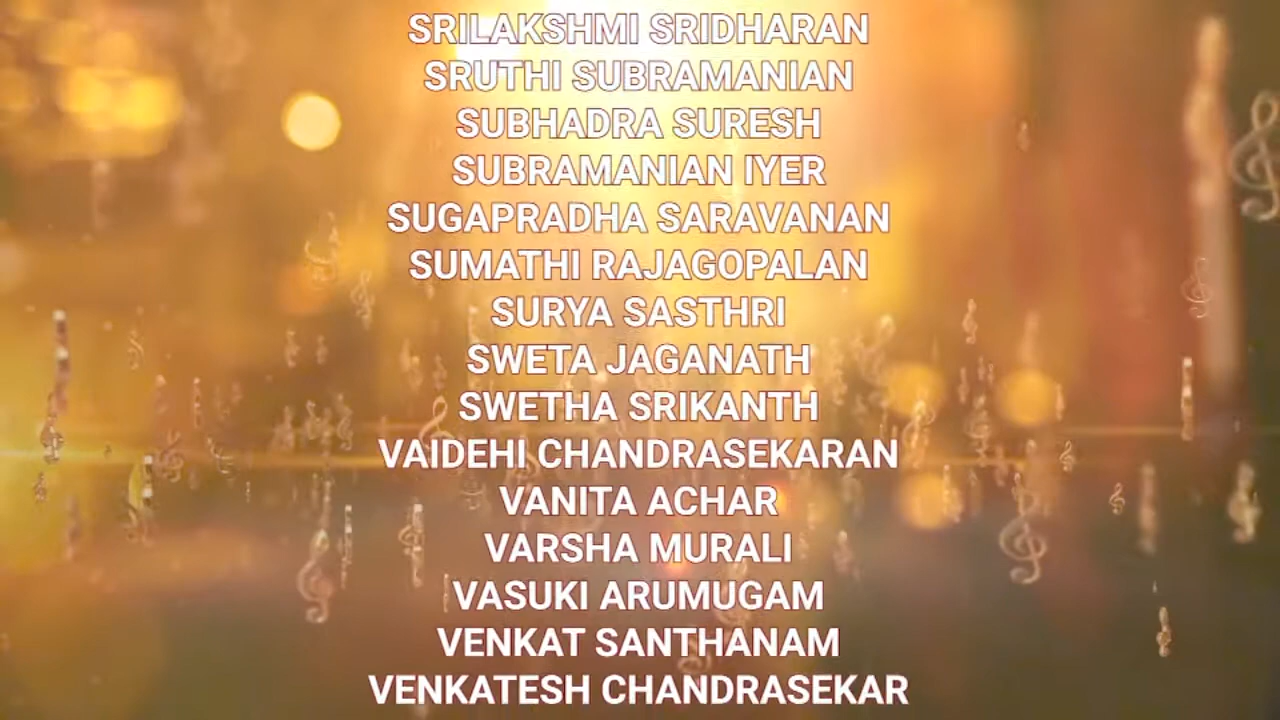 SRILAKSHMI SRIDHARAN
SRUTHI SUBRAMANIAN
SUBHADRA SURESH
SUBRAMANIAN IYER
SUGAPRADHA SARAVANAN
SUMATHI RAJAGOPALAN
SURYA SASTHRI
SWETA JAGANATH
SWETHA SRIKANTH
VAIDEHI CHANDRASEKARAN
VANITA ACHAR
VARSHA MURALI
VASUKI ARUMUGAM
VENKAT SANTHANAM
VENKATESH CHANDRASEKAR